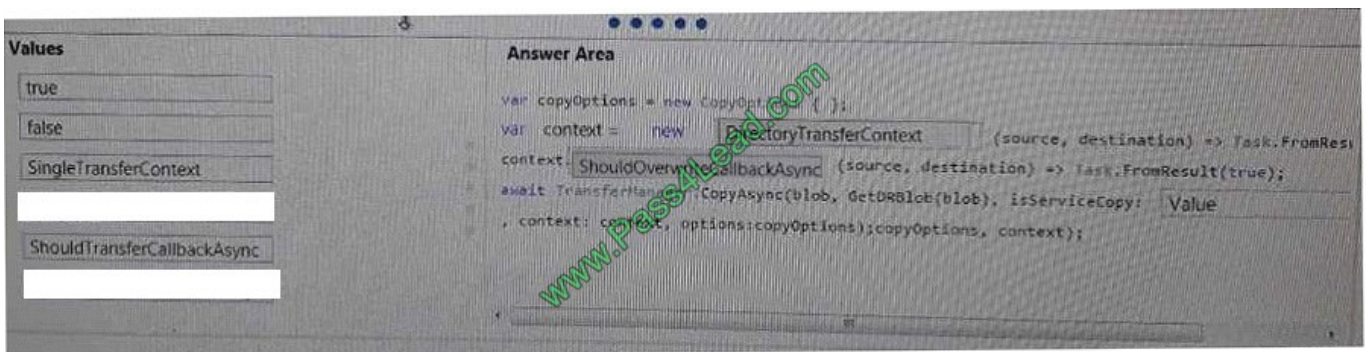 Values
true
false
SingleTransferContext
ShouldTransferCallbackAsync
Answer Area
var copyOptions = new { };
var context = new DirectoryTransferContext (source, destination) => Task.FromResu
context. (source, destination) => Task.FromResult(true);
await .CopyAsync(blob, GetDRBlob(blob), isServiceCopy: Value
, context: context, options:copyOptions);copyOptions, context);
www.Pass4Lead.com